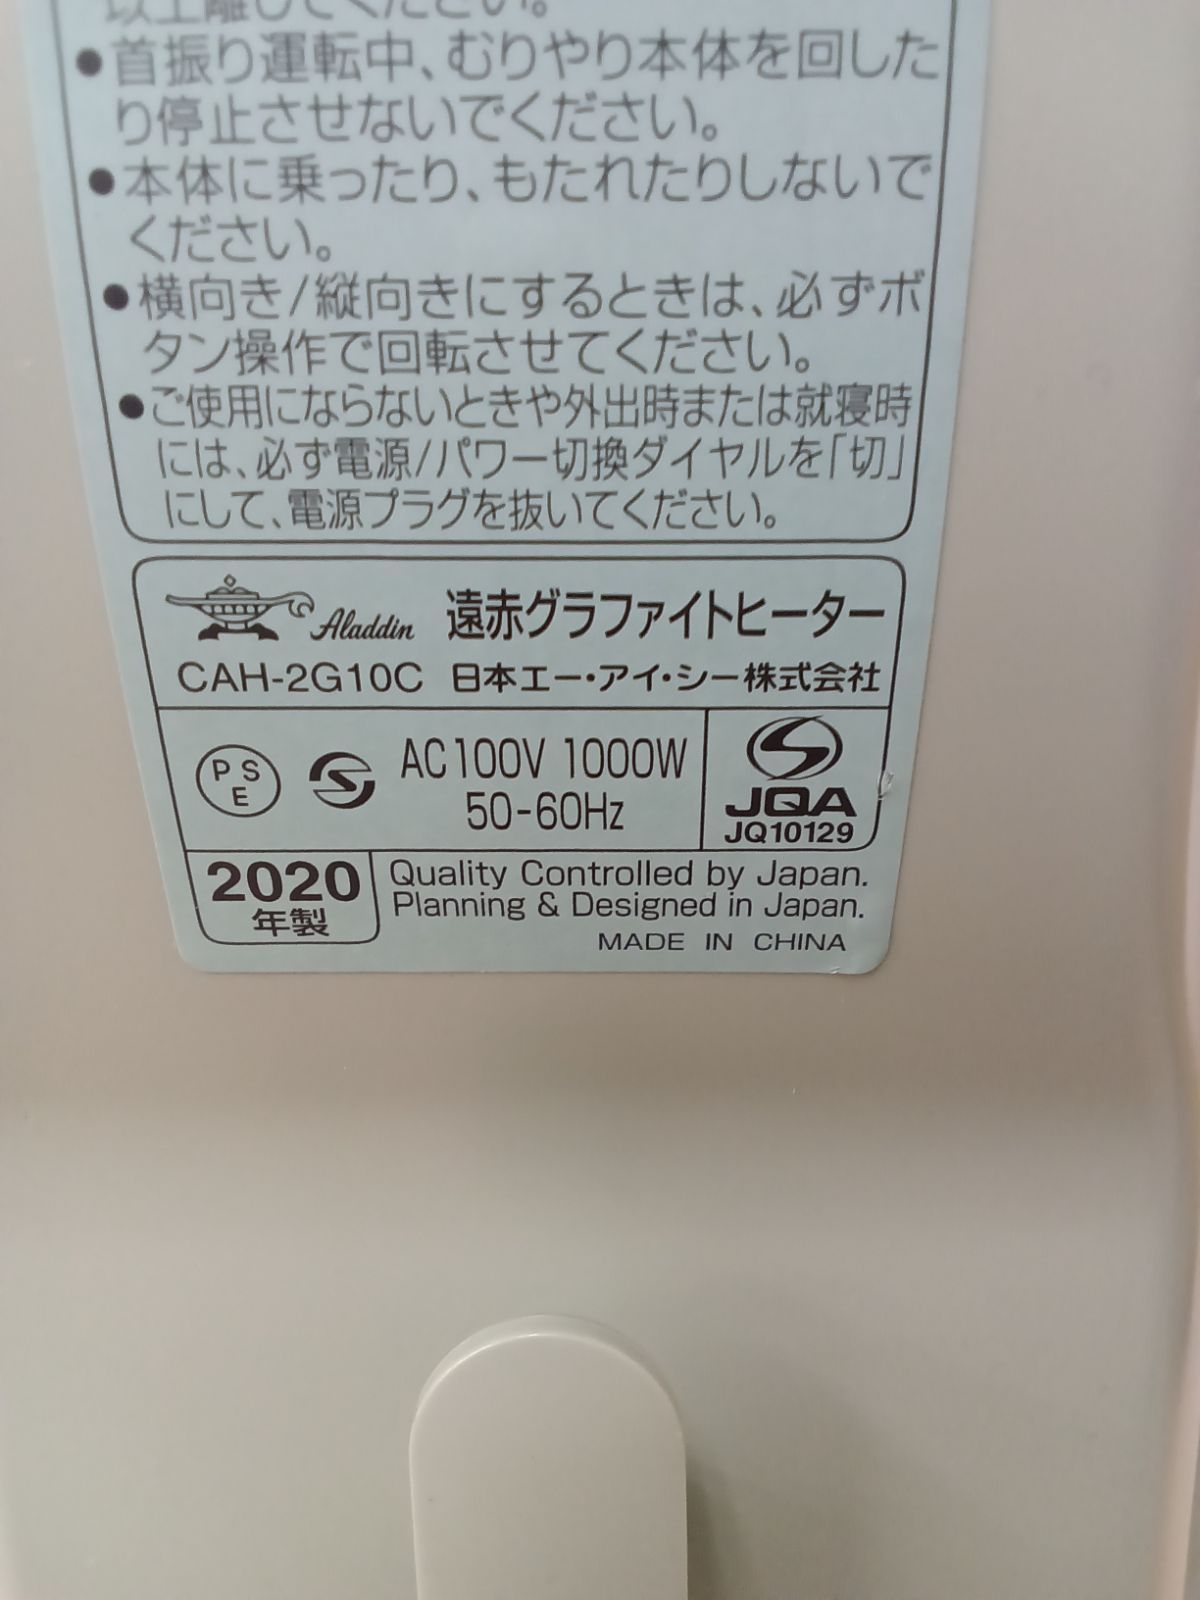 以上離してください。
●首振り運転中、むりやり本体を回した
り停止させないでください。
●本体に乗ったり、もたれたりしないで
ください。
●横向き/縦向きにするときは、必ずボ
タン操作で回転させてください。
●ご使用にならないときや外出時または就寝時
には、必ず電源/パワー切換ダイヤルを「切」
にして、電源プラグを抜いてください。
Aladdin 遠赤グラファイトヒーター
CAH-2G10C 日本エー・アイ・シー株式会社
PSE AC100V 1000W
50-60Hz
JQA
JQ10129
2020
年製
Quality Controlled by Japan.
Planning & Designed in Japan.
MADE IN CHINA